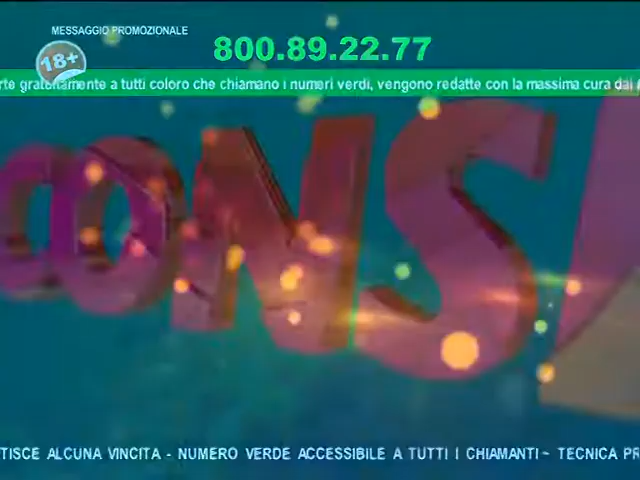 MESSAGGIO PROMOZIONALE
800.89.22.77
18+
rte gratuitamente a tutti coloro che chiamano i numeri verdi, vengono redatte con la massima cura dai
CONS
TISCE ALCUNA VINCITA - NUMERO VERDE ACCESSIBILE A TUTTI I CHIAMANTI - TECNICA PR